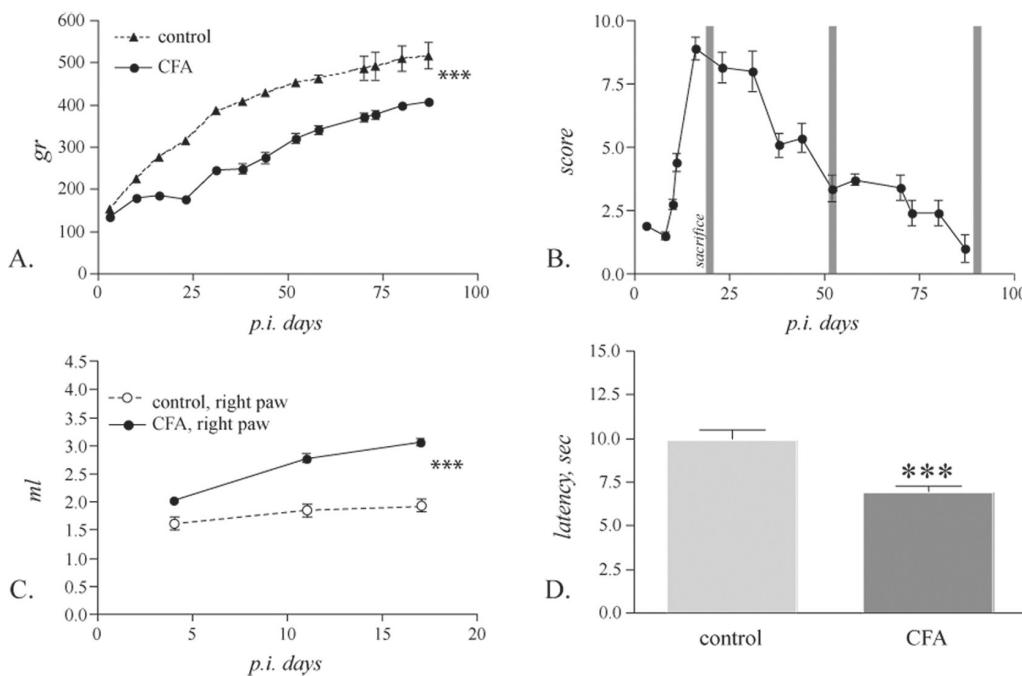 600
500
400
300
200
100
0
gr
control
CFA
***
0
25
50
75
100
p.i. days
A.
10.0
7.5
5.0
2.5
0.0
score
sacrifice
0
25
50
75
100
p.i. days
B.
4.5
4.0
3.5
3.0
2.5
2.0
1.5
1.0
0.5
0.0
ml
control, right paw
CFA, right paw
***
0
5
10
15
20
p.i. days
C.
15.0
12.5
10.0
7.5
5.0
2.5
0.0
latency, sec
***
control
CFA
D.